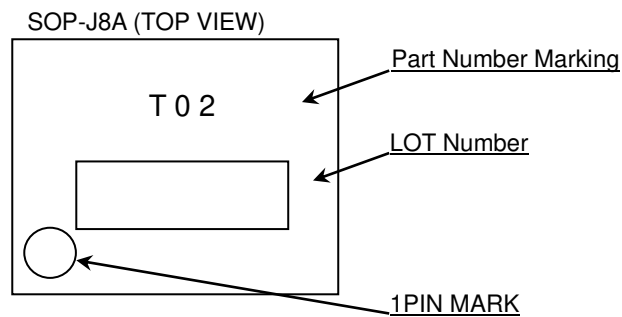 SOP-J8A (TOP VIEW)
Part Number Marking
T 0 2
LOT Number
1PIN MARK